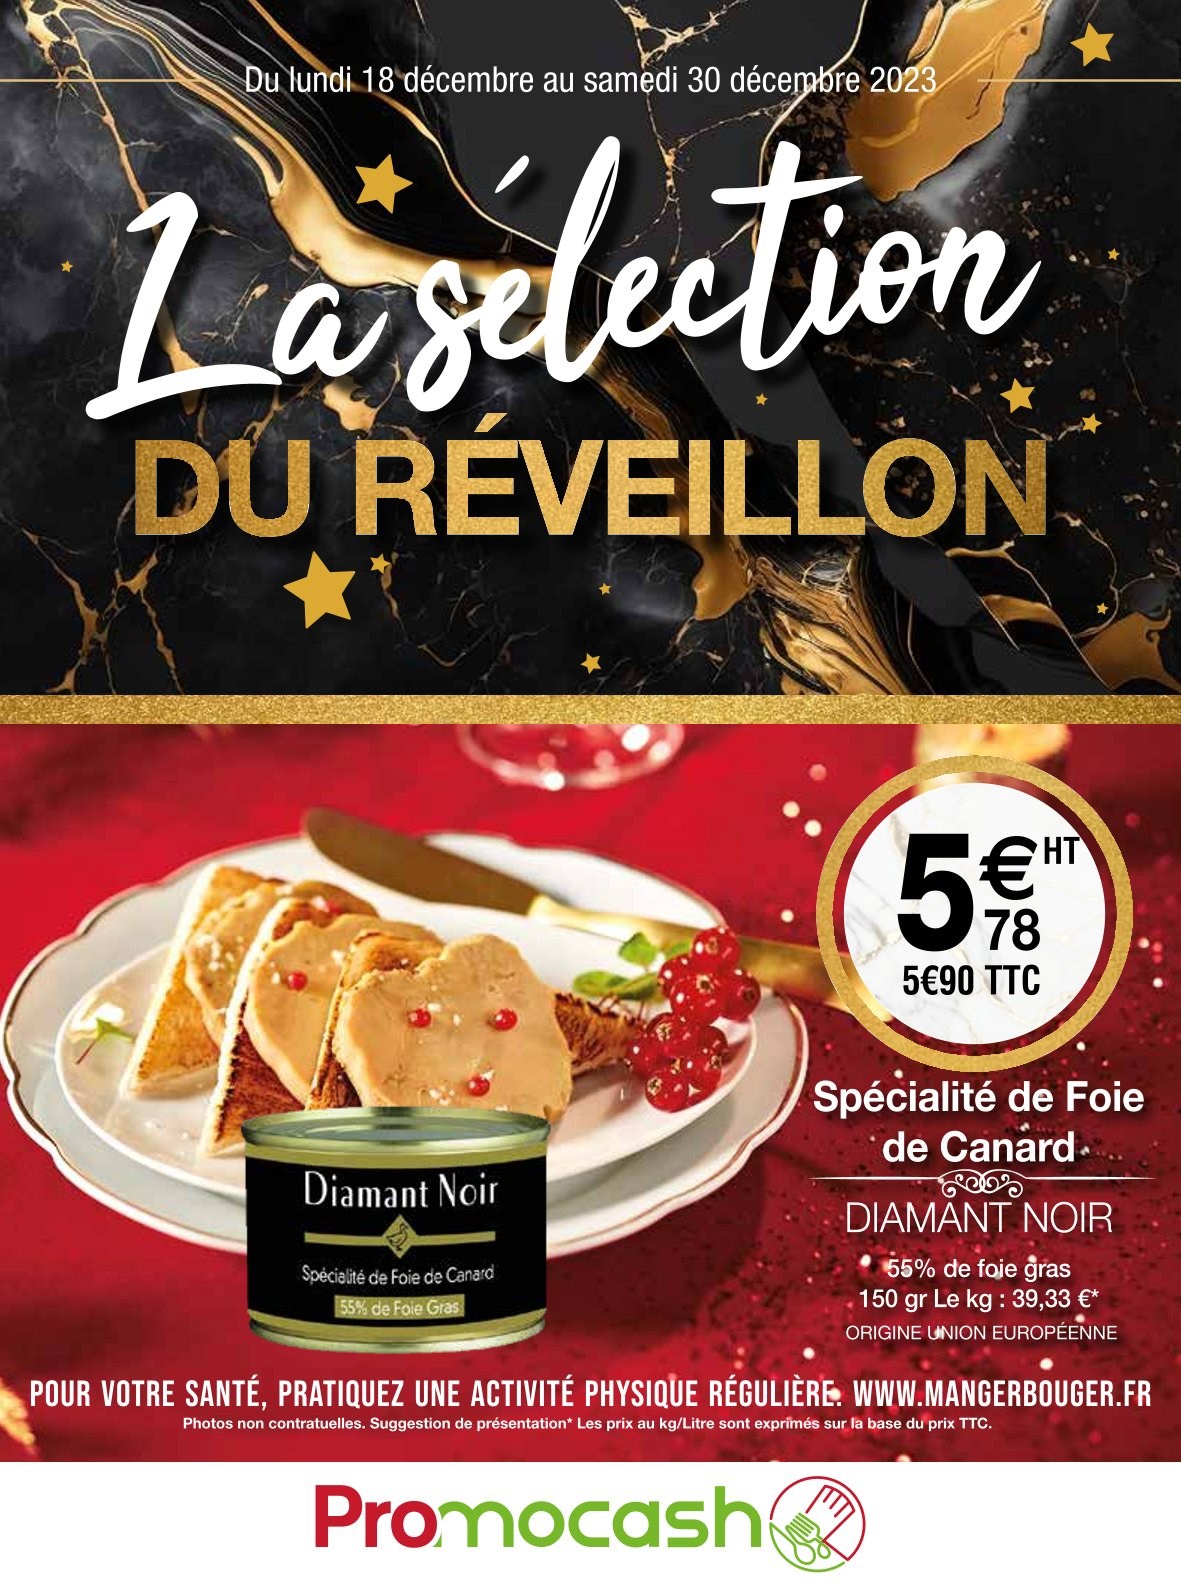 Du lundi 18 décembre au samedi 30 décembre 2023
La sélection
DU RÉVEILLON
5€78 HT
5€90 TTC
Spécialité de Foie
de Canard
DIAMANT NOIR
55% de foie gras
150 gr Le kg : 39,33 €*
ORIGINE UNION EUROPÉENNE
Diamant Noir
Spécialité de Foie de Canard
55% de Foie Gras
POUR VOTRE SANTÉ, PRATIQUEZ UNE ACTIVITÉ PHYSIQUE RÉGULIÈRE. WWW.MANGERBOUGER.FR
Photos non contratuelles. Suggestion de présentation* Les prix au kg/Litre sont exprimés sur la base du prix TTC.
Promocash